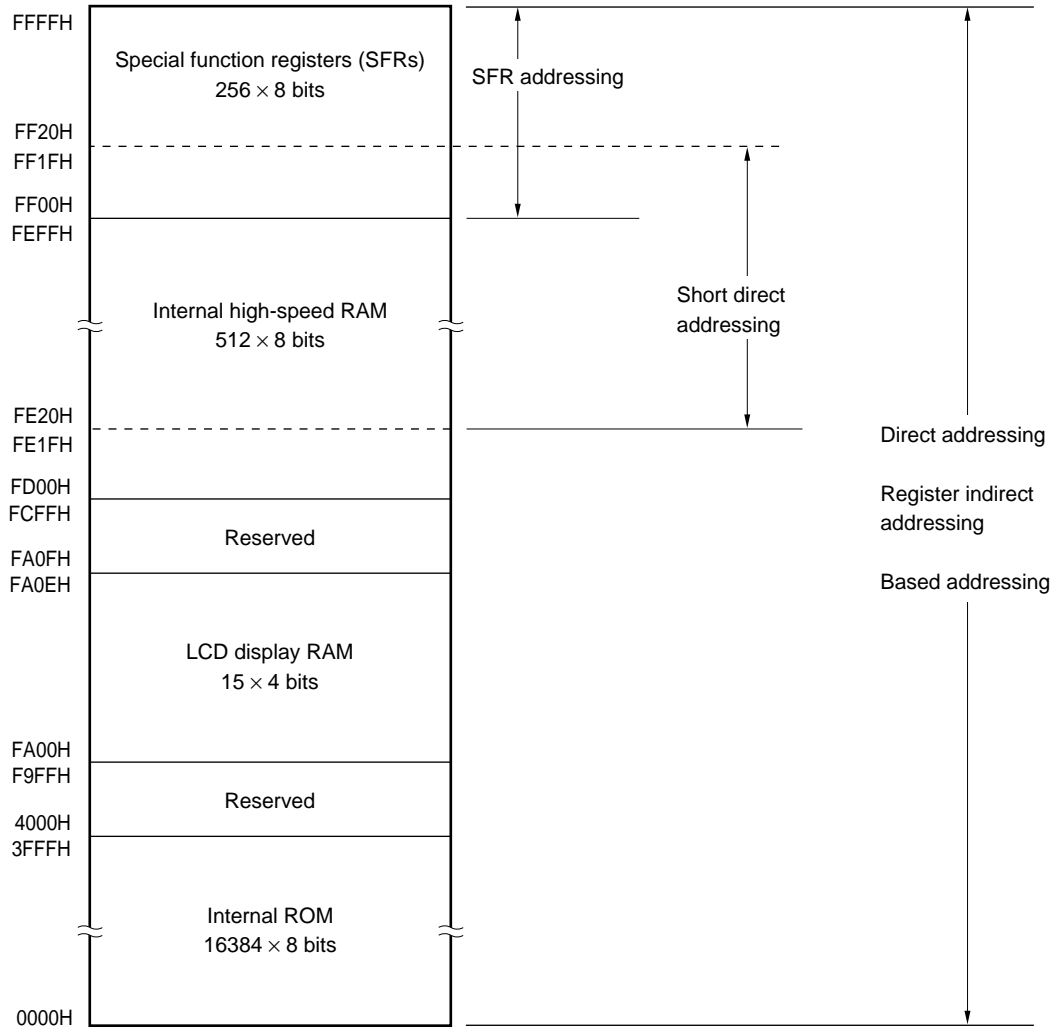 FFFFH
Special function registers (SFRs)
256 × 8 bits
SFR addressing
FF20H
FF1FH
FF00H
FEFFH
Internal high-speed RAM
512 × 8 bits
Short direct
addressing
FE20H
FE1FH
Direct addressing
Register indirect
addressing
Based addressing
FD00H
FCFFH
Reserved
FA0FH
FA0EH
LCD display RAM
15 × 4 bits
FA00H
F9FFH
Reserved
4000H
3FFFH
Internal ROM
16384 × 8 bits
0000H